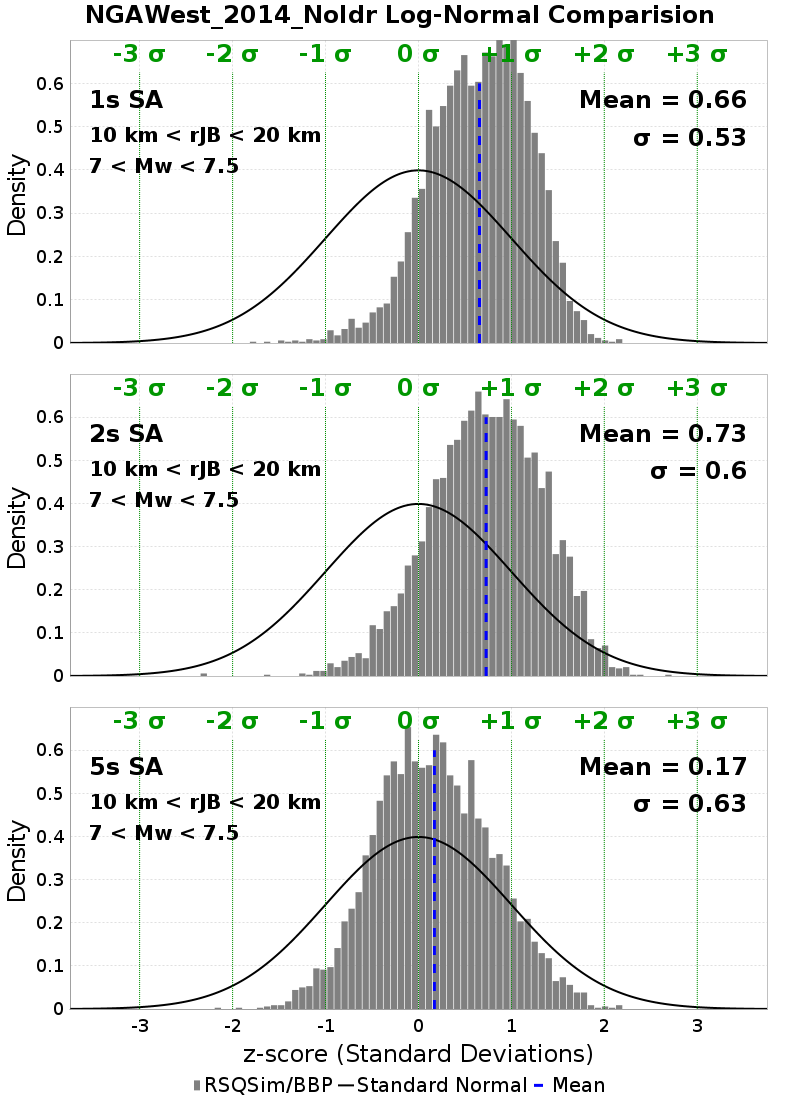 NGAWest_2014_NoIdr Log-Normal Comparision
-3 σ -2 σ -1 σ 0 σ +1 σ +2 σ +3 σ
1s SA Mean = 0.66
10 km < rJB < 20 km σ = 0.53
7 < Mw < 7.5
0.6
0.5
0.4
0.3
0.2
0.1
0
Density
-3 σ -2 σ -1 σ 0 σ +1 σ +2 σ +3 σ
2s SA Mean = 0.73
10 km < rJB < 20 km σ = 0.6
7 < Mw < 7.5
0.6
0.5
0.4
0.3
0.2
0.1
0
Density
-3 σ -2 σ -1 σ 0 σ +1 σ +2 σ +3 σ
5s SA Mean = 0.17
10 km < rJB < 20 km σ = 0.63
7 < Mw < 7.5
0.6
0.5
0.4
0.3
0.2
0.1
0
Density
-3 -2 -1 0 1 2 3
z-score (Standard Deviations)
RSQSim/BBP Standard Normal Mean